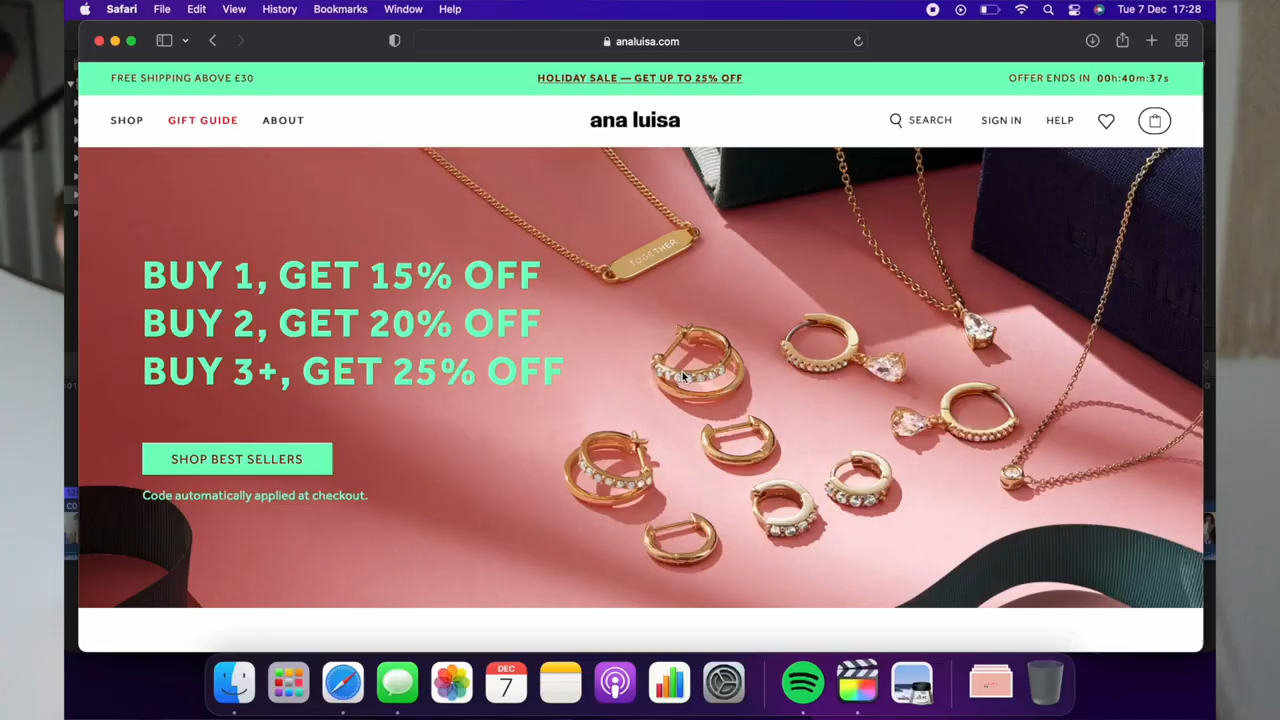 Safari File Edit View History Bookmarks Window Help
Tue 7 Dec 17:28
analuisa.com
FREE SHIPPING ABOVE £30
HOLIDAY SALE — GET UP TO 25% OFF
OFFER ENDS IN 00h:40m:37s
SHOP GIFT GUIDE ABOUT
ana luisa
SEARCH SIGN IN HELP
TOGETHER
BUY 1, GET 15% OFF
BUY 2, GET 20% OFF
BUY 3+, GET 25% OFF
SHOP BEST SELLERS
Code automatically applied at checkout.
DEC
7